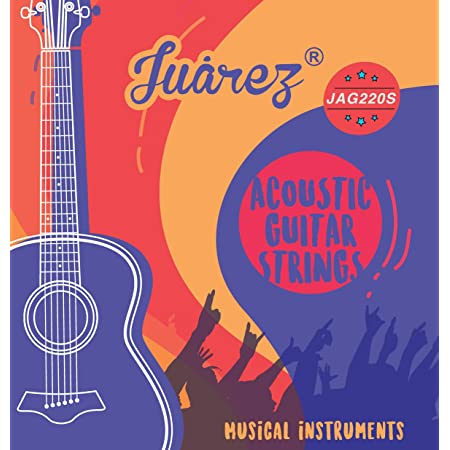 Juárez®
JAG220S
ACOUSTIC
GUITAR
STRINGS
MUSICAL INSTRUMENTS